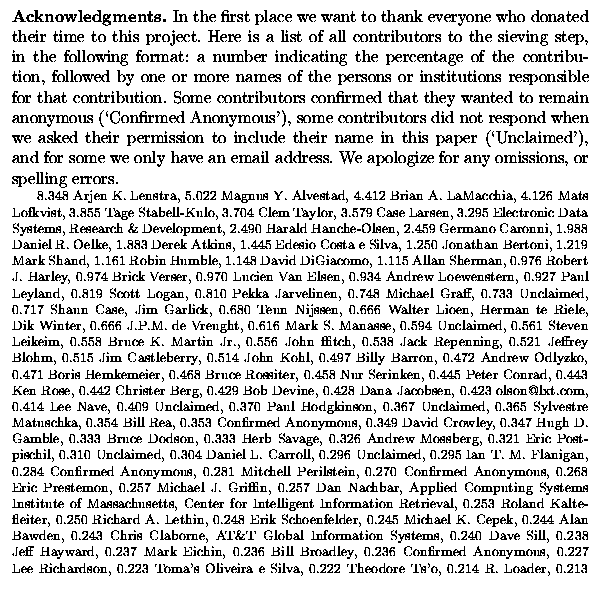 Acknowledgments. In the first place we want to thank everyone who donated
their time to this project. Here is a list of all contributors to the sieving step,
in the following format: a number indicating the percentage of the contribu-
tion, followed by one or more names of the persons or institutions responsible
for that contribution. Some contributors confirmed that they wanted to remain
anonymous (‘Confirmed Anonymous’), some contributors did not respond when
we asked their permission to include their name in this paper (‘Unclaimed’),
and for some we only have an email address. We apologize for any omissions, or
spelling errors.
8.348 Arjen K. Lenstra, 5.022 Magnus Y. Alvestad, 4.412 Brian A. LaMacchia, 4.126 Mats
Lofkvist, 3.855 Tage Stabell-Kulo, 3.704 Clem Taylor, 3.579 Case Larsen, 3.295 Electronic Data
Systems, Research & Development, 2.490 Harald Hanche-Olsen, 2.459 Germano Caronni, 1.988
Daniel R. Oelke, 1.883 Derek Atkins, 1.445 Edesio Costa e Silva, 1.250 Jonathan Bertoni, 1.219
Mark Shand, 1.161 Robin Humble, 1.148 David DiGiacomo, 1.115 Allan Sherman, 0.976 Robert
J. Harley, 0.974 Brick Verser, 0.970 Lucien Van Elsen, 0.934 Andrew Loewenstern, 0.927 Paul
Leyland, 0.819 Scott Logan, 0.810 Pekka Jarvelinen, 0.748 Michael Graff, 0.733 Unclaimed,
0.717 Shaun Case, Jim Garlick, 0.680 Teun Nijssen, 0.666 Walter Lioen, Herman te Riele,
Dik Winter, 0.666 J.P.M. de Vreught, 0.616 Mark S. Manasse, 0.594 Unclaimed, 0.561 Steven
Leikeim, 0.558 Bruce K. Martin Jr., 0.556 John ffitch, 0.538 Jack Repenning, 0.521 Jeffrey
Blohm, 0.515 Jim Castleberry, 0.514 John Kohl, 0.497 Billy Barron, 0.472 Andrew Odlyzko,
0.471 Boris Hemkemeier, 0.468 Bruce Rossiter, 0.458 Nur Serinken, 0.445 Peter Conrad, 0.443
Ken Rose, 0.442 Christer Berg, 0.429 Bob Devine, 0.428 Dana Jacobsen, 0.423 olson@lxt.com,
0.414 Lee Nave, 0.409 Unclaimed, 0.370 Paul Hodgkinson, 0.367 Unclaimed, 0.365 Sylvestre
Matuschka, 0.354 Bill Rea, 0.353 Confirmed Anonymous, 0.349 David Crowley, 0.347 Hugh D.
Gamble, 0.333 Bruce Dodson, 0.333 Herb Savage, 0.326 Andrew Mossberg, 0.321 Eric Post-
pischil, 0.310 Unclaimed, 0.304 Daniel L. Carroll, 0.296 Unclaimed, 0.295 Ian T. M. Flanigan,
0.284 Confirmed Anonymous, 0.281 Mitchell Perilstein, 0.270 Confirmed Anonymous, 0.268
Eric Prestemon, 0.257 Michael J. Griffin, 0.257 Dan Nachbar, Applied Computing Systems
Institute of Massachusetts, Center for Intelligent Information Retrieval, 0.253 Roland Kalte-
fleiter, 0.250 Richard A. Lethin, 0.248 Erik Schoenfelder, 0.245 Michael K. Cepek, 0.244 Alan
Bawden, 0.243 Chris Claborne, AT&T Global Information Systems, 0.240 Dave Sill, 0.238
Jeff Hayward, 0.237 Mark Eichin, 0.236 Bill Broadley, 0.236 Confirmed Anonymous, 0.227
Lee Richardson, 0.223 Toma's Oliveira e Silva, 0.222 Theodore Ts'o, 0.214 R. Loader, 0.213